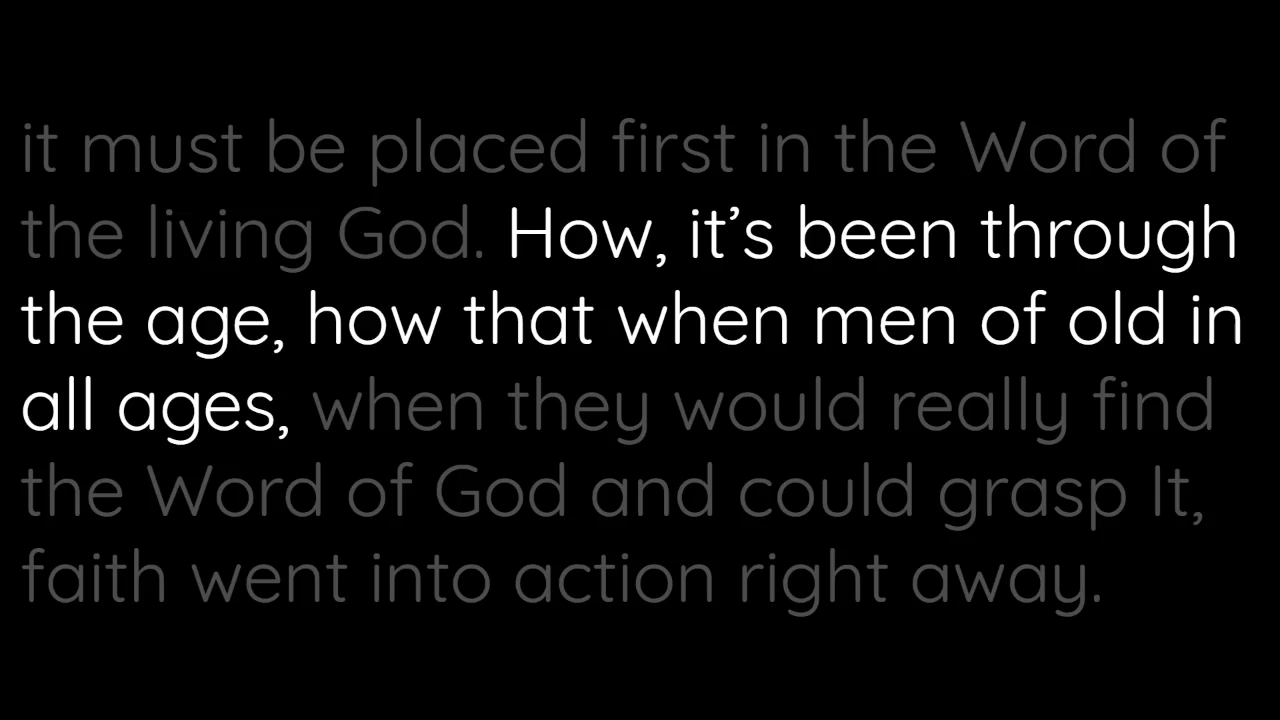 it must be placed first in the Word of
the living God. How, it’s been through
the age, how that when men of old in
all ages, when they would really find
the Word of God and could grasp It,
faith went into action right away.